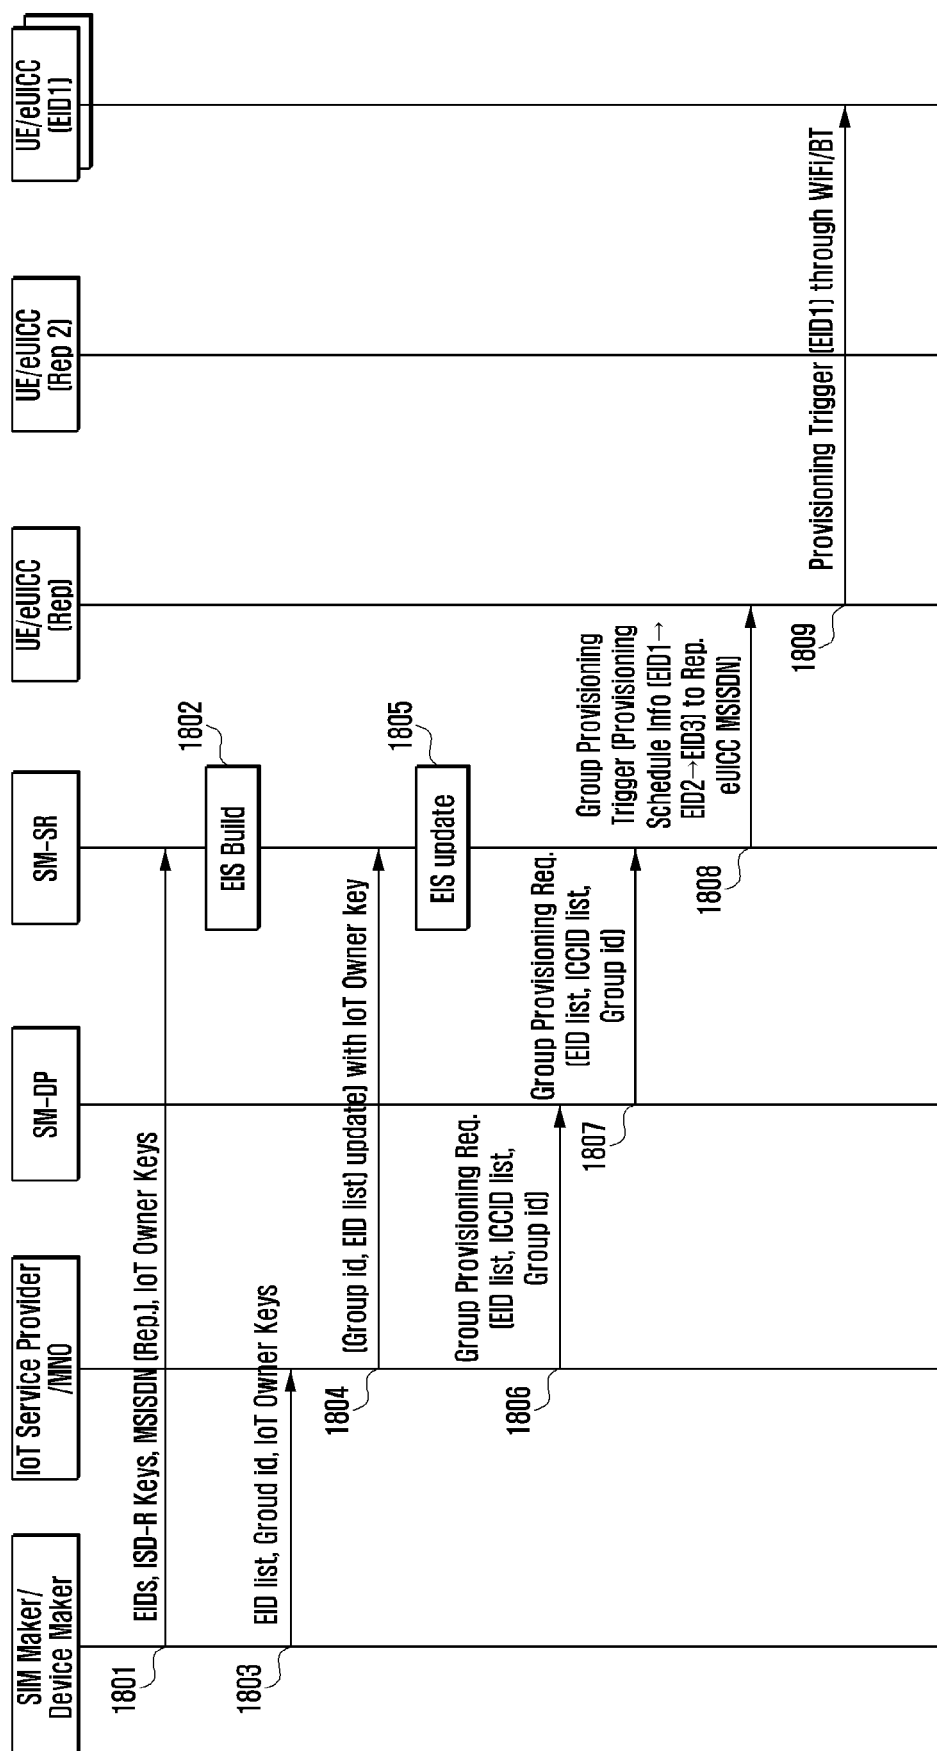 SIM Maker/
Device Maker
IoT Service Provider
/MNO
SM-DP
SM-SR
UE/eUICC
(Rep)
UE/eUICC
(Rep 2)
UE/eUICC
(EID1)
EIDs, ISD-R Keys, MSISDN (Rep.), IoT Owner Keys
1801
EIS Build
1802
EID list, Groud id, IoT Owner Keys
1803
(Group id, EID list) update) with IoT Owner Key
1804
EIS update
1805
Group Provisioning Req.
(EID list, ICCID list,
Group id)
1806
Group Provisioning Req.
(EID list, ICCID list,
Group id)
1807
Group Provisioning
Trigger (Provisioning
Schedule Info (EID1→
EID2→EID3) to Rep.
eUICC MSISDN)
1808
Provisioning Trigger (EID1) through WiFi/BT
1809